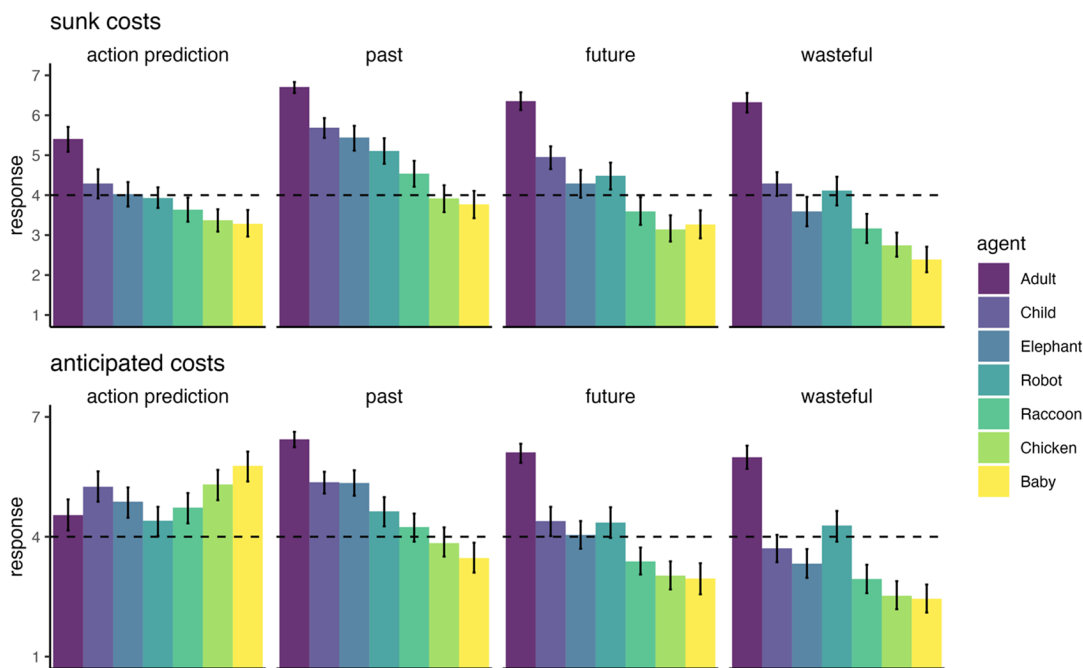 sunk costs
action prediction past future wasteful
7
6
5
4
3
2
1
response
anticipated costs
action prediction past future wasteful
7
4
1
response
agent
Adult
Child
Elephant
Robot
Raccoon
Chicken
Baby